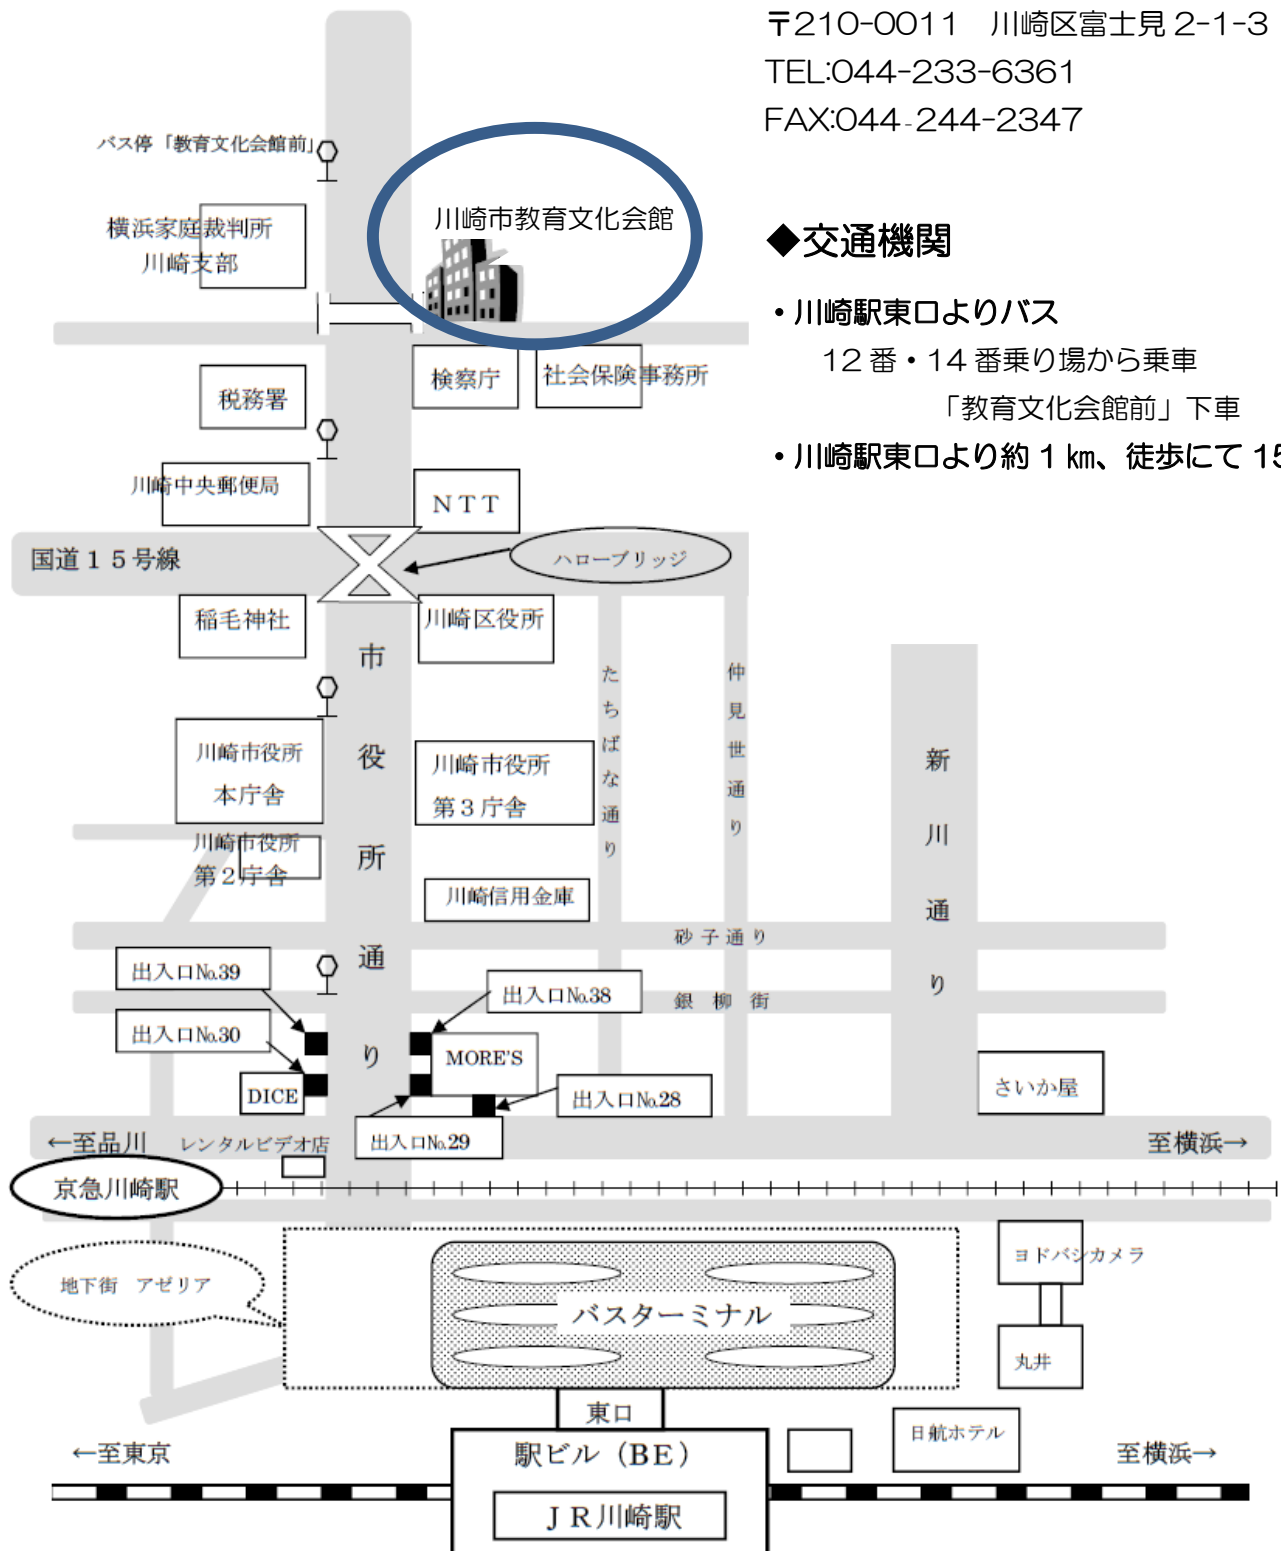 〒210-0011　川崎区富士見 2-1-3
TEL:044-233-6361
FAX:044-244-2347
バス停「教育文化会館前」
川崎市教育文化会館
横浜家庭裁判所
川崎支部
◆交通機関
・川崎駅東口よりバス
12 番・14 番乗り場から乗車
「教育文化会館前」下車
・川崎駅東口より約 1 ㎞、徒歩にて 15
税務署
検察庁
社会保険事務所
川崎中央郵便局
ＮＴＴ
国道１５号線
ハローブリッジ
稲毛神社
川崎区役所
市役所通り
たちばな通り
仲見世通り
新川通り
川崎市役所
本庁舎
川崎市役所
第３庁舎
川崎市役所
第２庁舎
川崎信用金庫
砂子通り
出入口№39
出入口№38
銀柳街
出入口№30
MORE'S
DICE
出入口№28
さいか屋
出入口№29
←至品川
レンタルビデオ店
至横浜→
京急川崎駅
地下街　アゼリア
バスターミナル
ヨドバシカメラ
丸井
東口
日航ホテル
←至東京
駅ビル（BE）
至横浜→
ＪＲ川崎駅